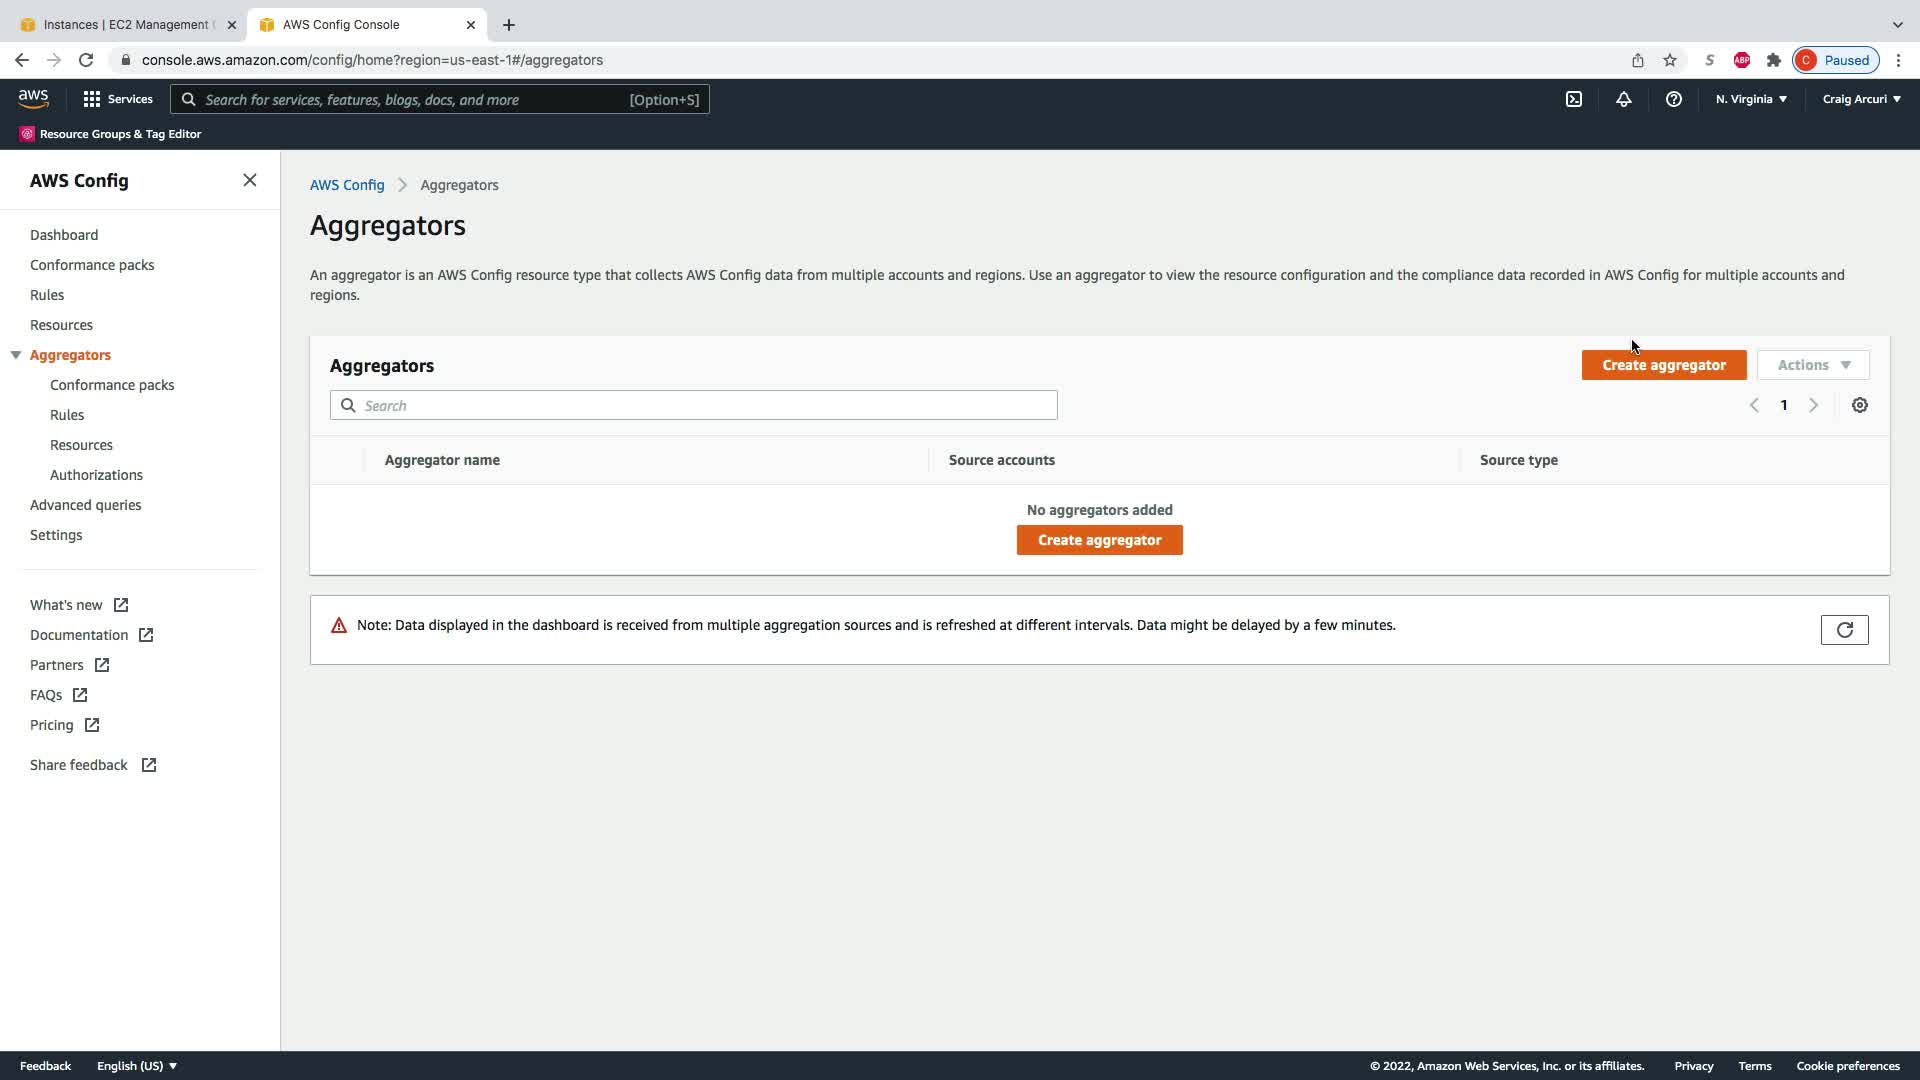 Instances | EC2 Management (
AWS Config Console
console.aws.amazon.com/config/home?region=us-east-1#/aggregators
S
ABP
C
Paused
aws
Services
Search for services, features, blogs, docs, and more
[Option+S]
N. Virginia
Craig Arcuri
Resource Groups & Tag Editor
AWS Config
Dashboard
Conformance packs
Rules
Resources
Aggregators
Conformance packs
Rules
Resources
Authorizations
Advanced queries
Settings
What's new
Documentation
Partners
FAQs
Pricing
Share feedback
AWS Config
Aggregators
Aggregators
An aggregator is an AWS Config resource type that collects AWS Config data from multiple accounts and regions. Use an aggregator to view the resource configuration and the compliance data recorded in AWS Config for multiple accounts and
regions.
Aggregators
Create aggregator
Actions
Search
1
Aggregator name
Source accounts
Source type
No aggregators added
Create aggregator
Note: Data displayed in the dashboard is received from multiple aggregation sources and is refreshed at different intervals. Data might be delayed by a few minutes.
Feedback
English (US)
© 2022, Amazon Web Services, Inc. or its affiliates.
Privacy
Terms
Cookie preferences